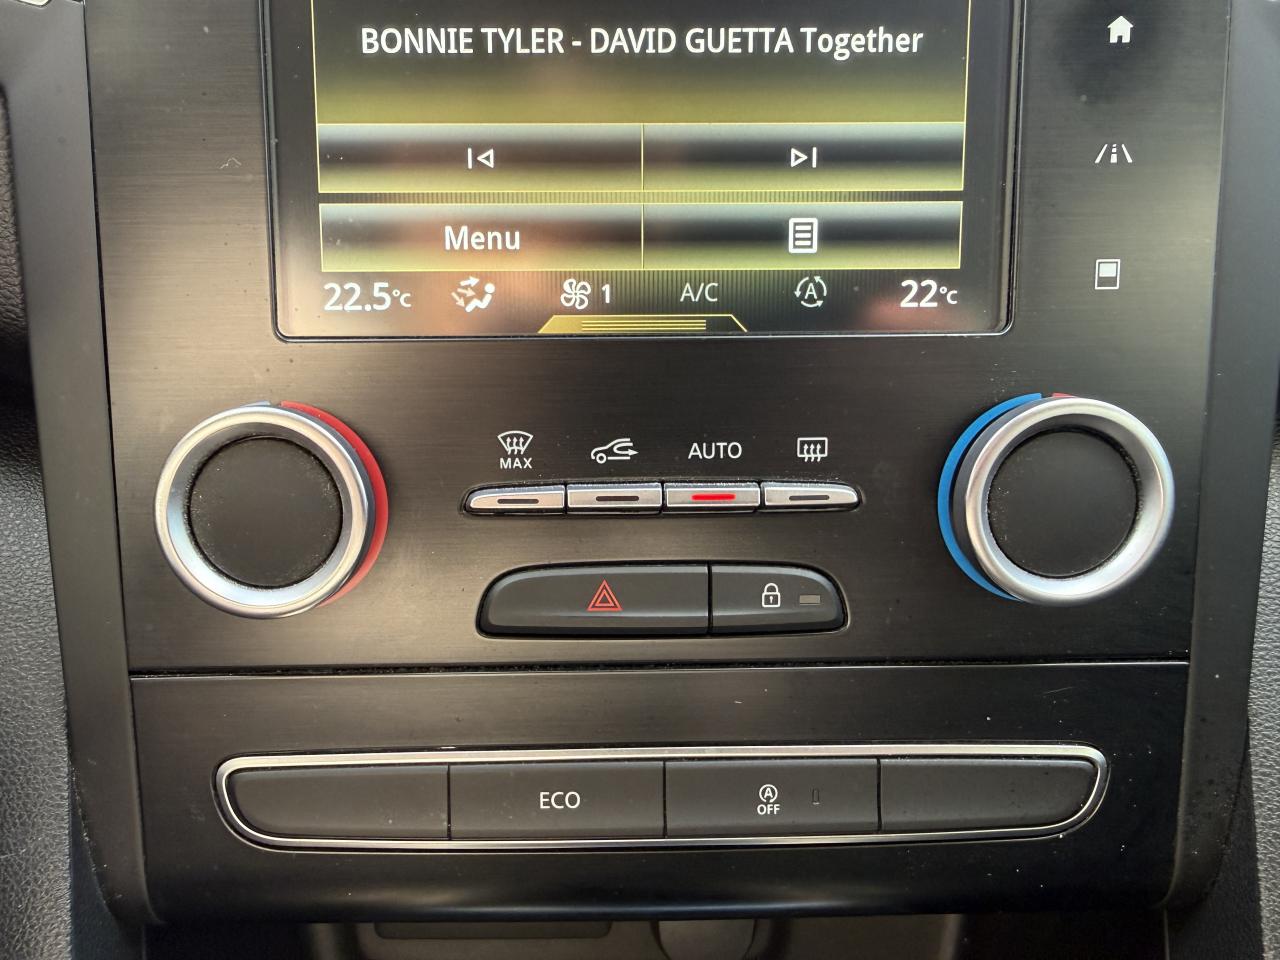 BONNIE TYLER - DAVID GUETTA Together
Menu
22.5°C 1 A/C A 22°C
MAX AUTO
ECO A OFF